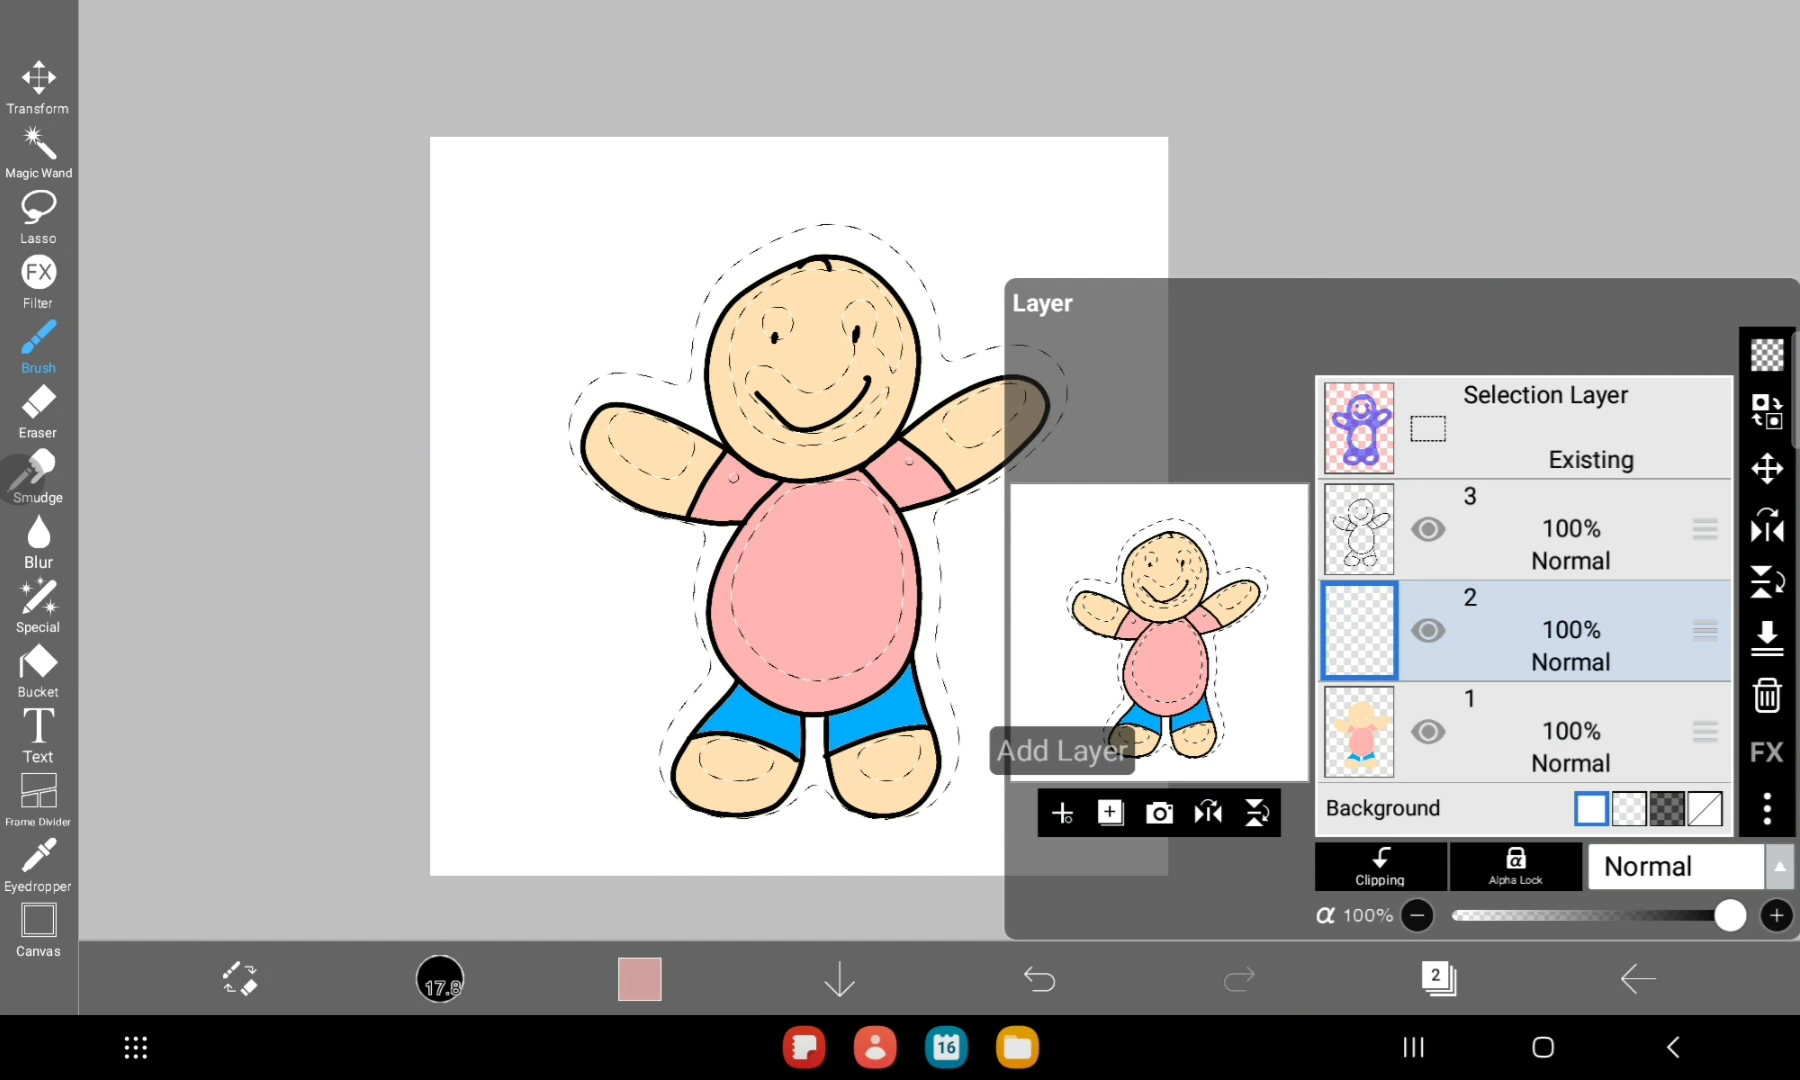 Transform
Magic Wand
Lasso
FX
Filter
Brush
Eraser
Smudge
Blur
Special
Bucket
T
Text
Frame Divider
Eyedropper
Canvas
Layer
Add Layer
Selection Layer
Existing
3
100%
Normal
2
100%
Normal
1
100%
Normal
Background
FX
Clipping
α
Alpha Lock
Normal
α 100%
17.8
2
16